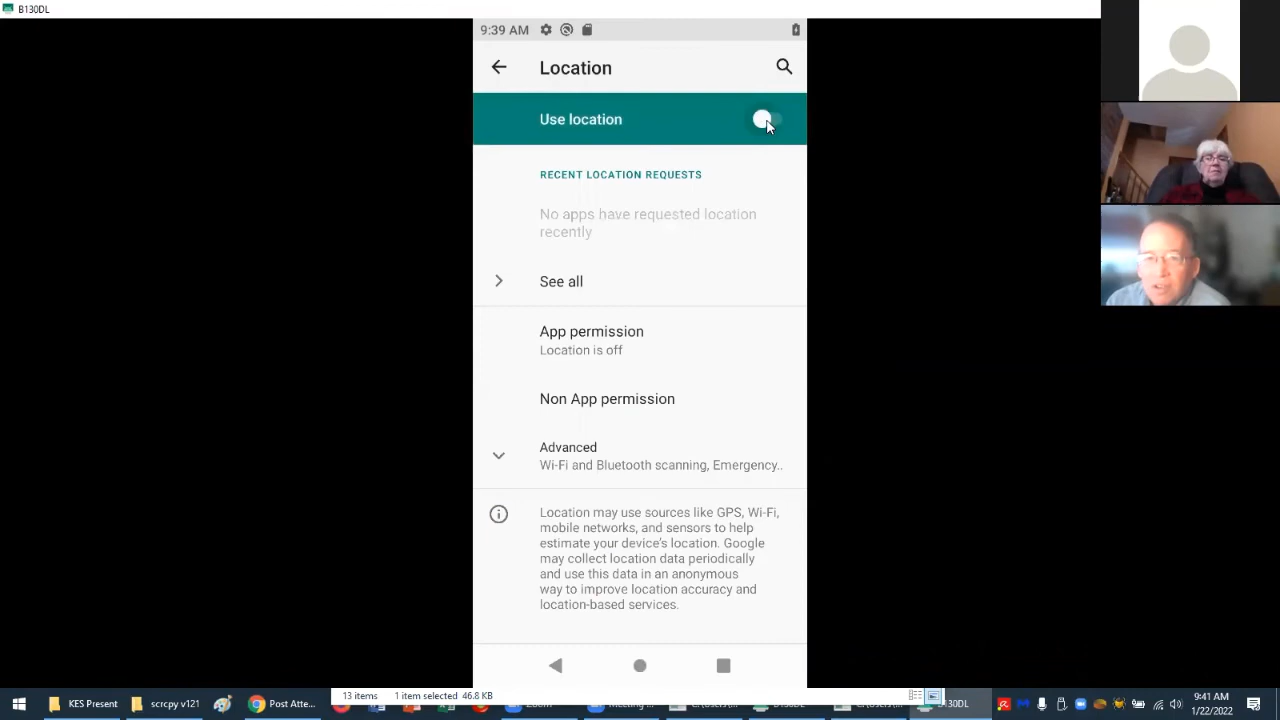 B130DL
9:39 AM
Location
Use location
RECENT LOCATION REQUESTS
No apps have requested location
recently
See all
App permission
Location is off
Non App permission
Advanced
Wi-Fi and Bluetooth scanning, Emergency..
Location may use sources like GPS, Wi-Fi,
mobile networks, and sensors to help
estimate your device's location. Google
may collect location data periodically
and use this data in an anonymous
way to improve location accuracy and
location-based services.
13 items 1 item selected 46.8 KB
KES Present
scrcpy v121
Post Atte...
B130DL
9:41 AM
1/22/2022